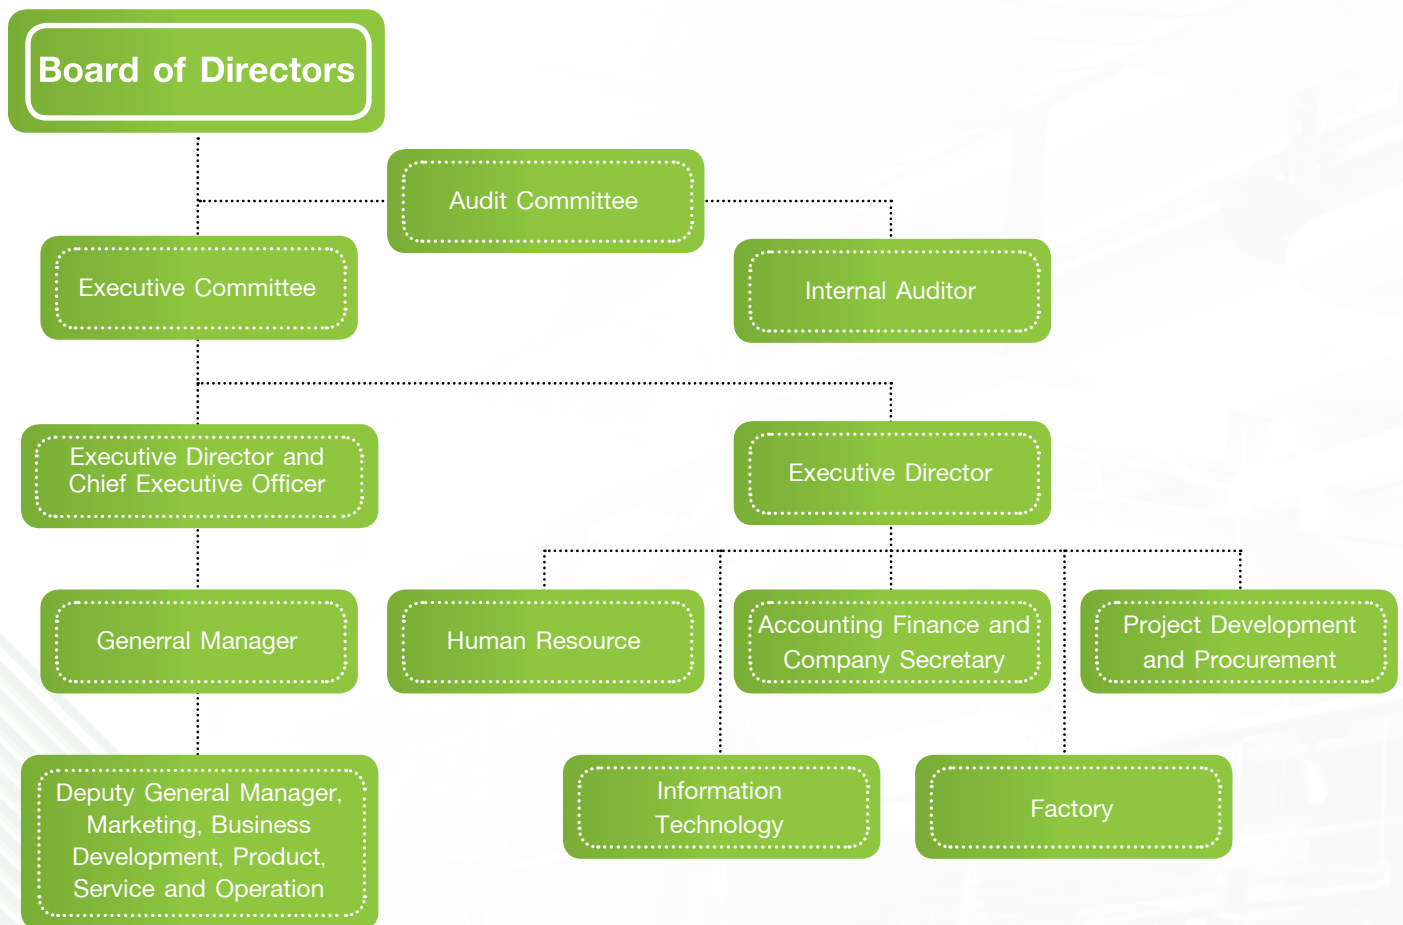 Board of Directors
Audit Committee
Executive Committee
Internal Auditor
Executive Director and
Chief Executive Officer
Executive Director
Generral Manager
Human Resource
Accounting Finance and
Company Secretary
Project Development
and Procurement
Deputy General Manager,
Marketing, Business
Development, Product,
Service and Operation
Information
Technology
Factory